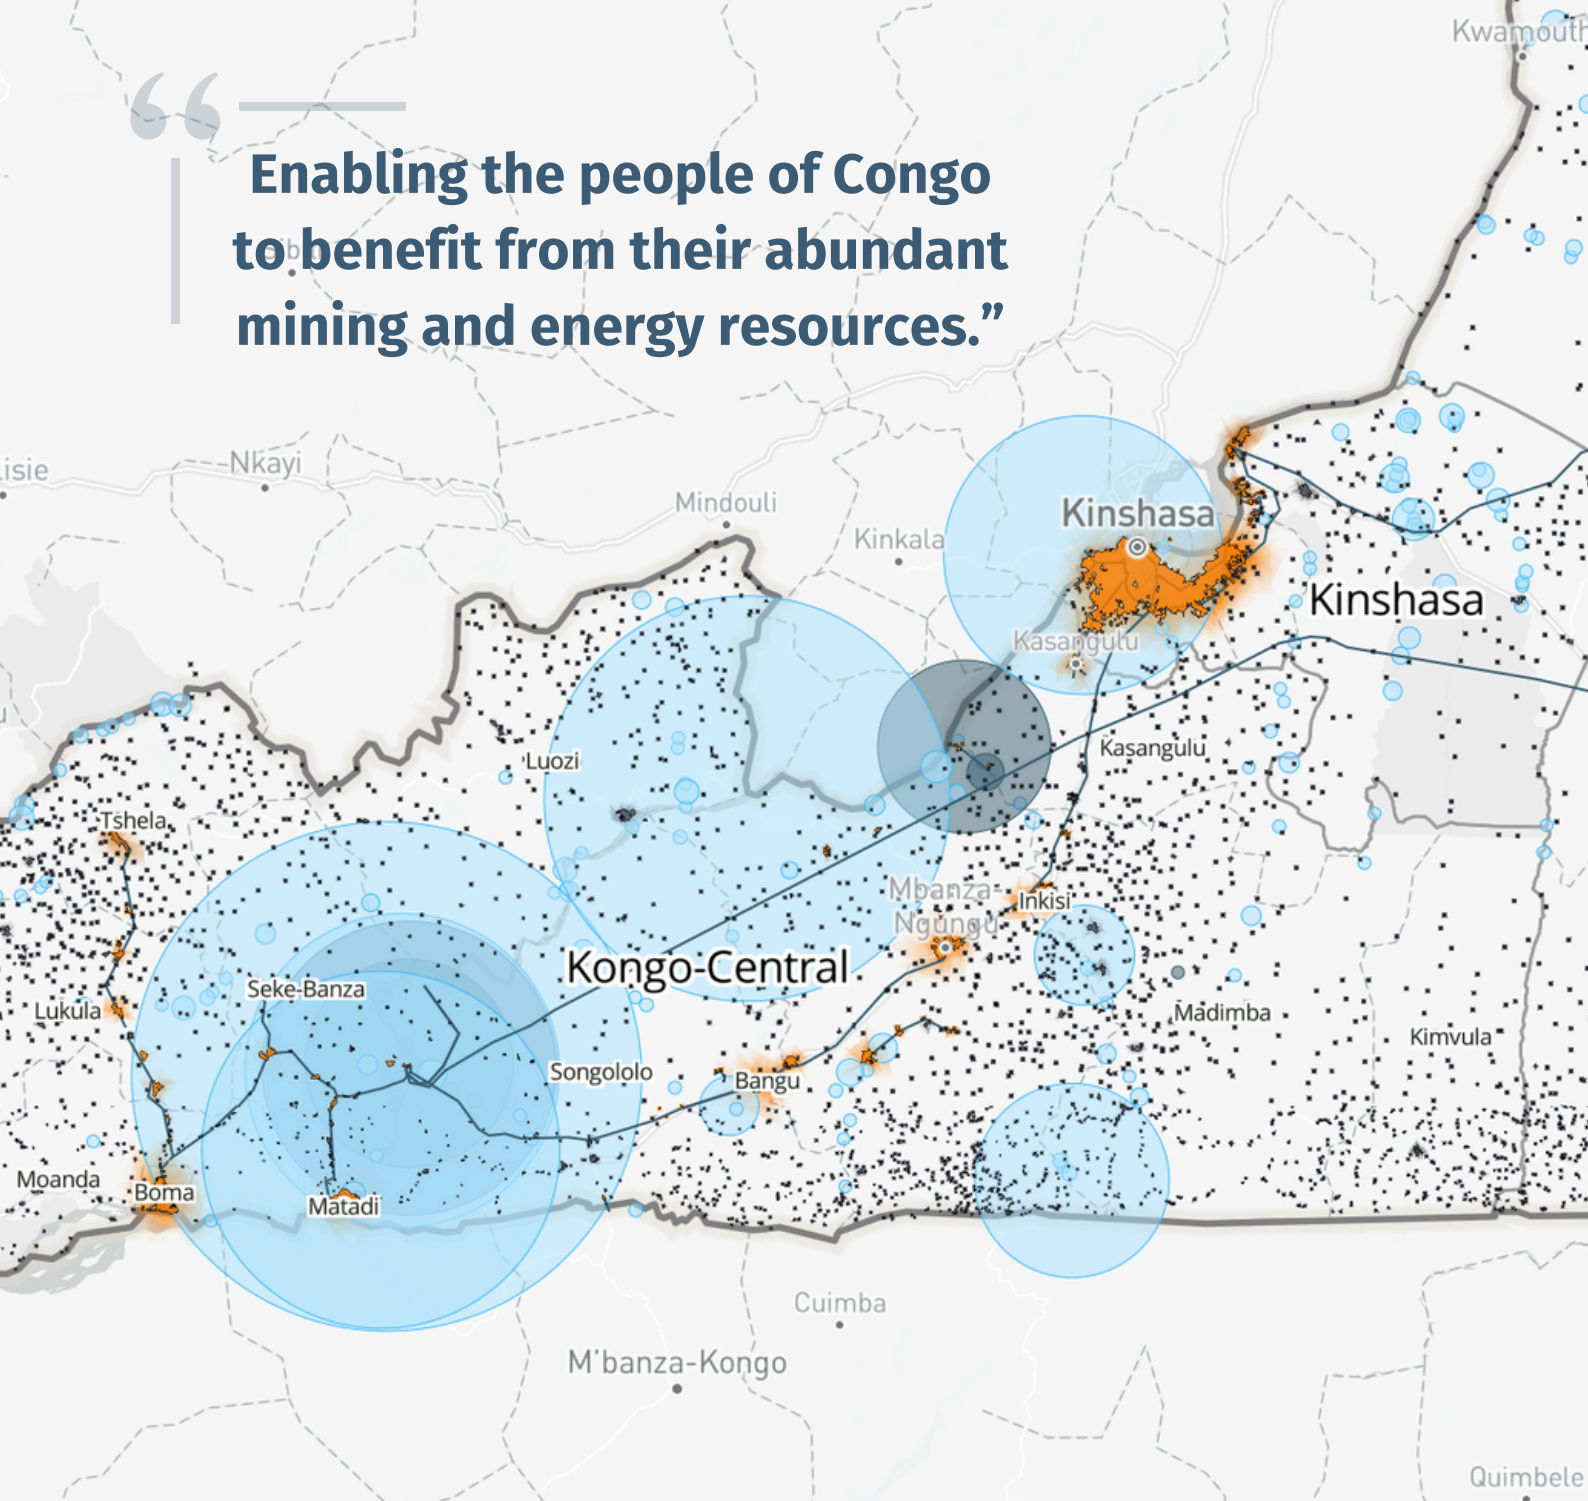 “
Enabling the people of Congo
to benefit from their abundant
mining and energy resources.”
Kwamouth
Nkayi
Mindouli
Kinshasa
Kinkala
Kinshasa
Kasangulu
Luozi
Kasangulu
Tshela
Mbanza-
Ngungu
Inkisi
Kongo-Central
Seke-Banza
Lukula
Madimba
Kimvula
Songololo
Bangu
Moanda
Boma
Matadi
Cuimba
M'banza-Kongo
Quimbele